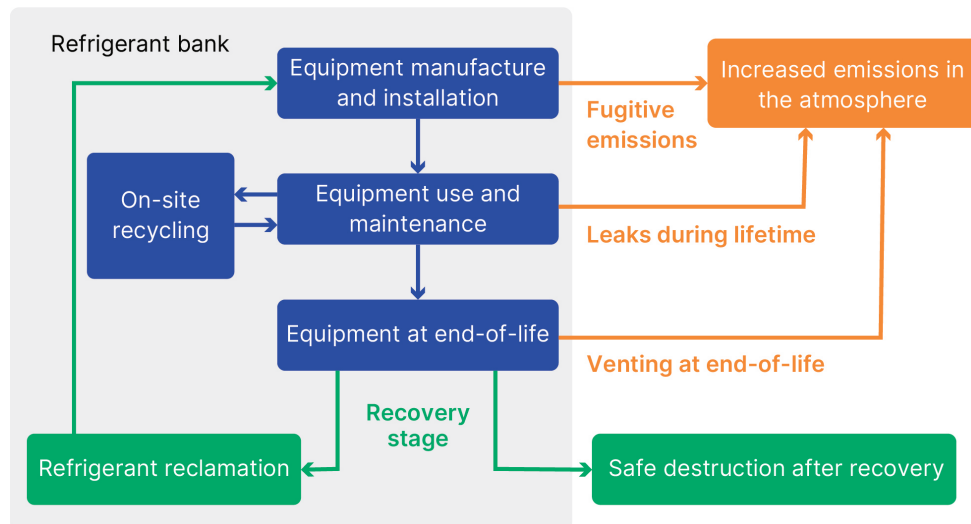 Refrigerant bank
Equipment manufacture
and installation
Increased emissions in
the atmosphere
Fugitive
emissions
On-site
recycling
Equipment use and
maintenance
Leaks during lifetime
Equipment at end-of-life
Venting at end-of-life
Recovery
stage
Refrigerant reclamation
Safe destruction after recovery